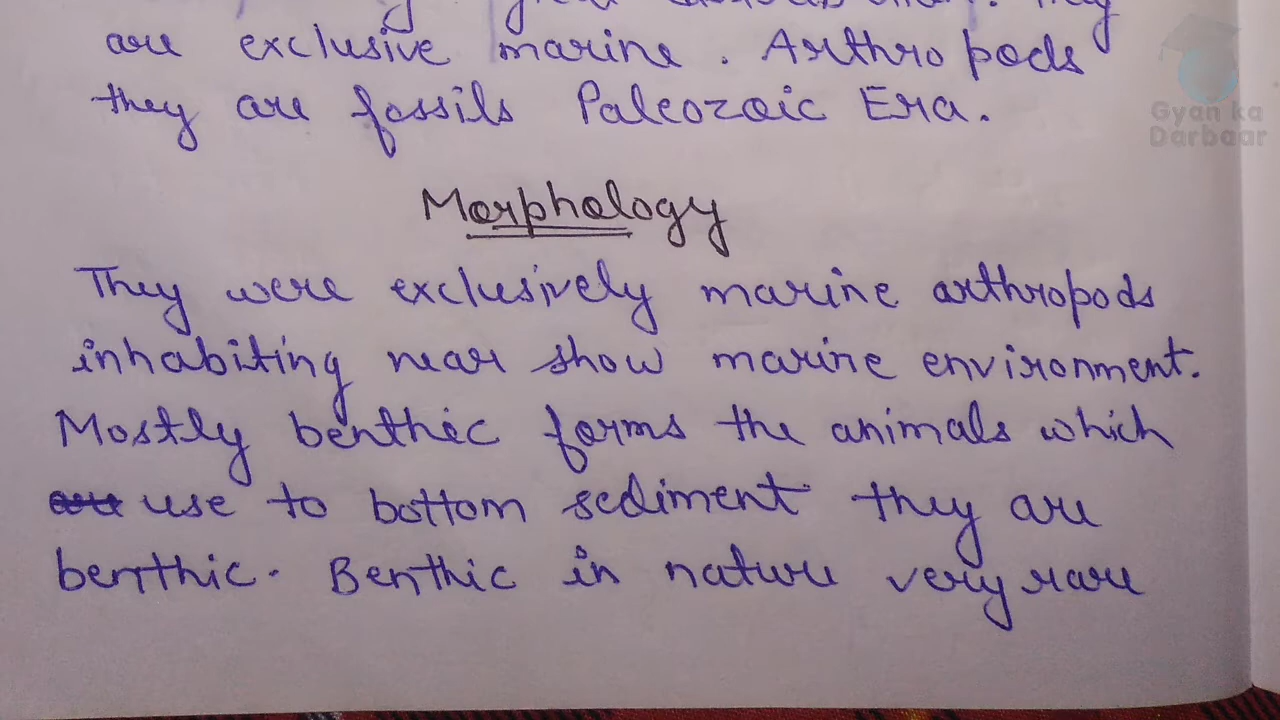 They
are exclusive marine. Arthropods
they are fossils Paleozoic Era.
Gyan ka
Darbaar
Morphology
They were exclusively marine arthropods
inhabiting near show marine environment.
Mostly benthic forms the animals which
use to bottom sediment they are
benthic. Benthic in nature very rare